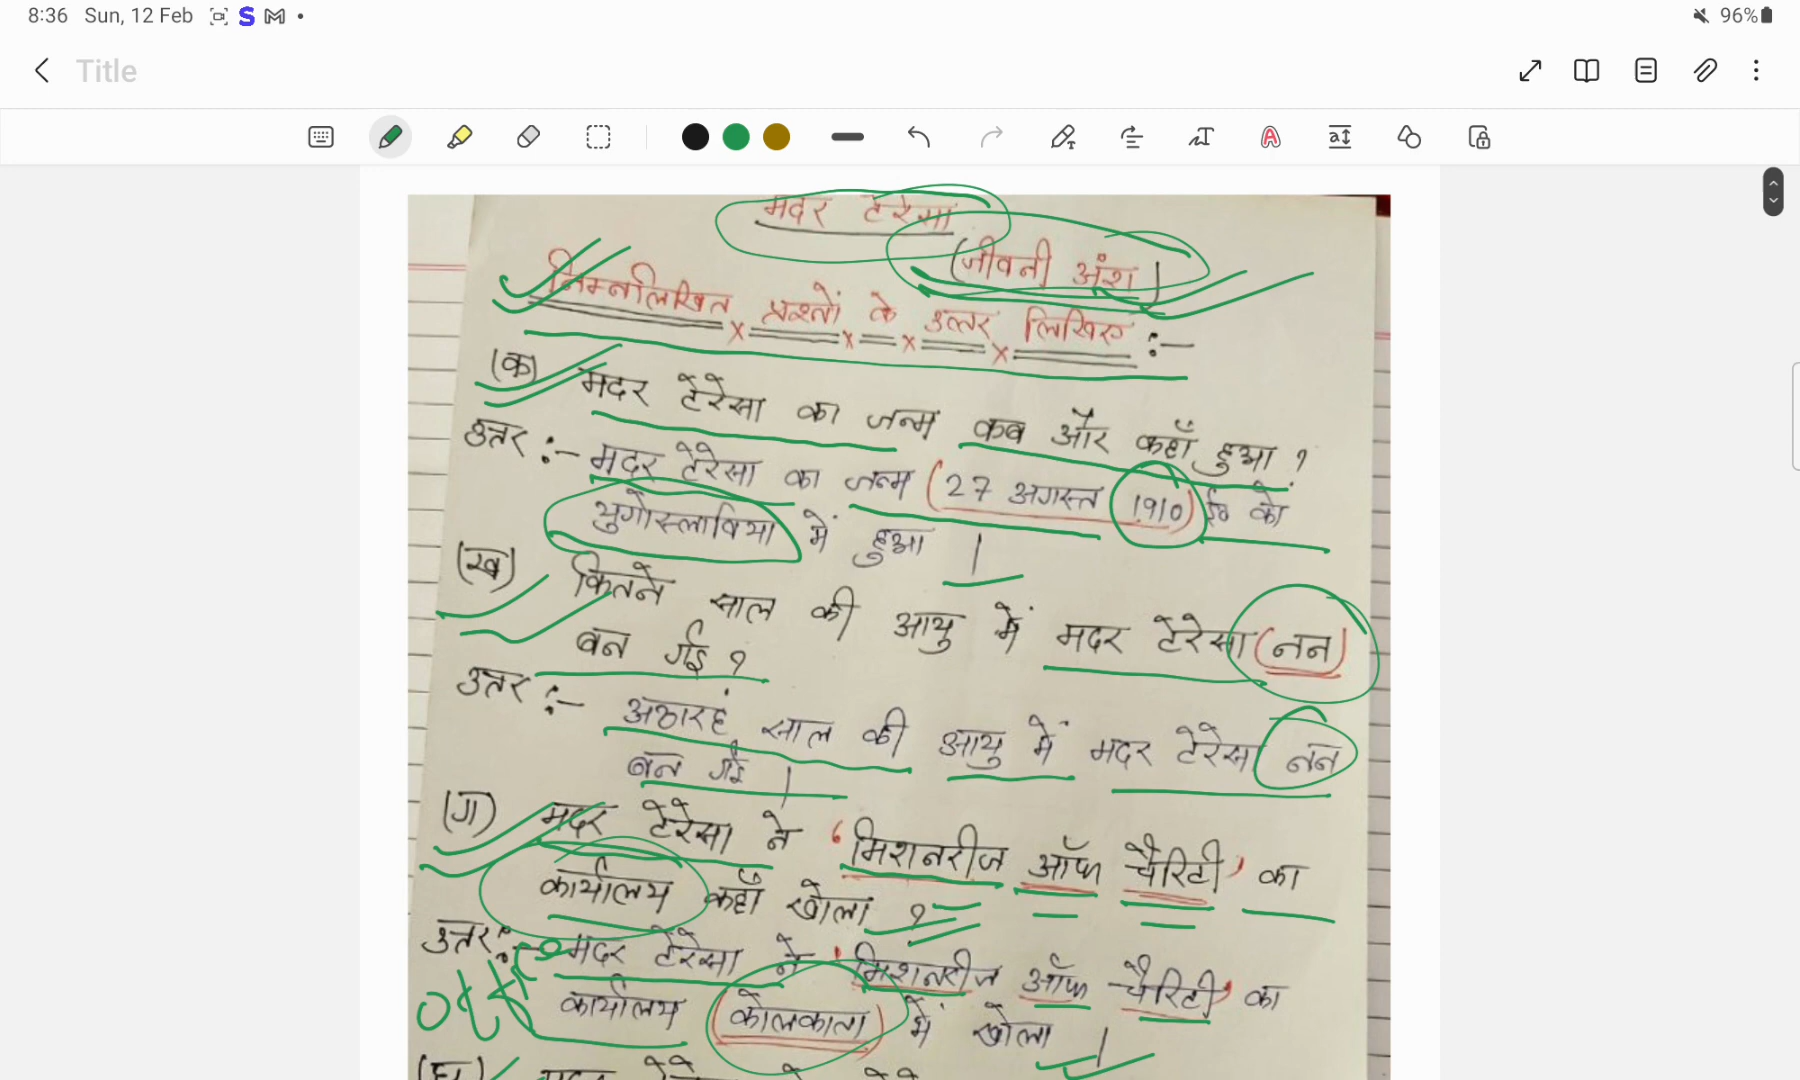 8:36 Sun, 12 Feb
96%
Title
मदर टेरेसा
(जीवनी अंश)
निम्नलिखित प्रश्नों के उत्तर लिखिए :-
(क) मदर टेरेसा का जन्म कब और कहाँ हुआ ?
उत्तर :- मदर टेरेसा का जन्म (27 अगस्त 1910) ई० को
युगोस्लाविया में हुआ ।
(ख) कितने साल की आयु में मदर टेरेसा (नन)
बन गई ?
उत्तर :- अठारह साल की आयु में मदर टेरेसा नन
बन गई ।
(ग) मदर टेरेसा ने 'मिशनरीज ऑफ चैरिटी' का
कार्यालय कहाँ खोला ?
उत्तर :- मदर टेरेसा ने 'मिशनरीज ऑफ चैरिटी' का
कार्यालय (कोलकाता) में खोला ।
(घ) मदर